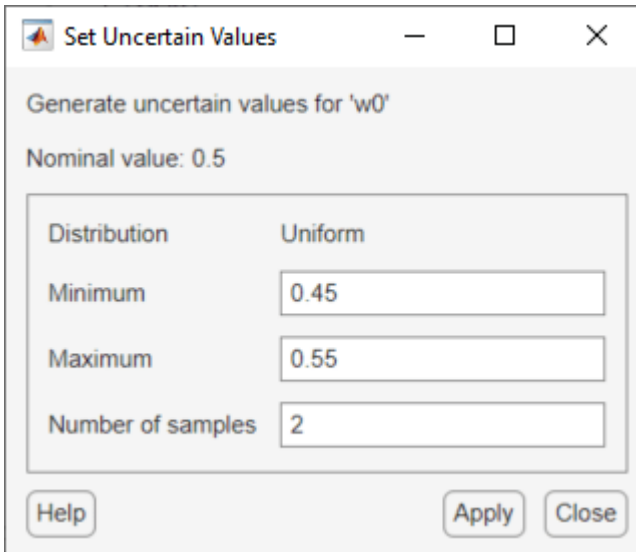 Set Uncertain Values
Generate uncertain values for 'w0'
Nominal value: 0.5
Distribution Uniform
Minimum 0.45
Maximum 0.55
Number of samples 2
Help Apply Close